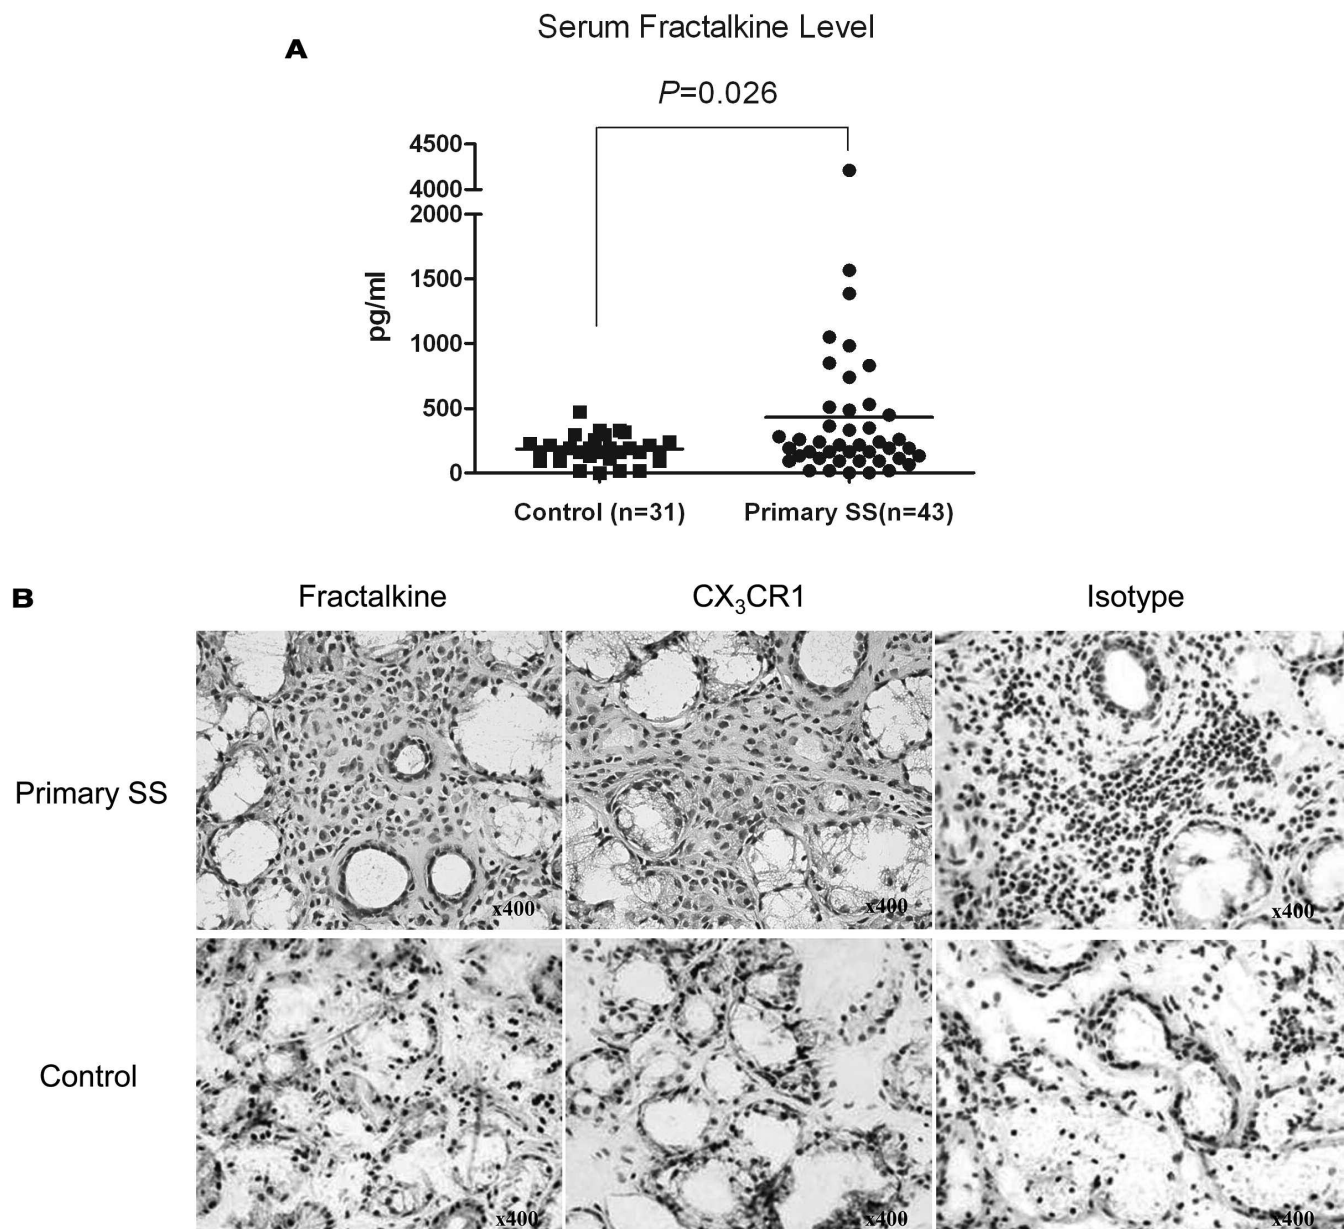 Serum Fractalkine Level
A
P=0.026
4500
4000
2000
1500
1000
500
0
pg/ml
Control (n=31)
Primary SS(n=43)
B
Fractalkine
CX₃CR1
Isotype
Primary SS
x400
x400
x400
Control
x400
x400
x400